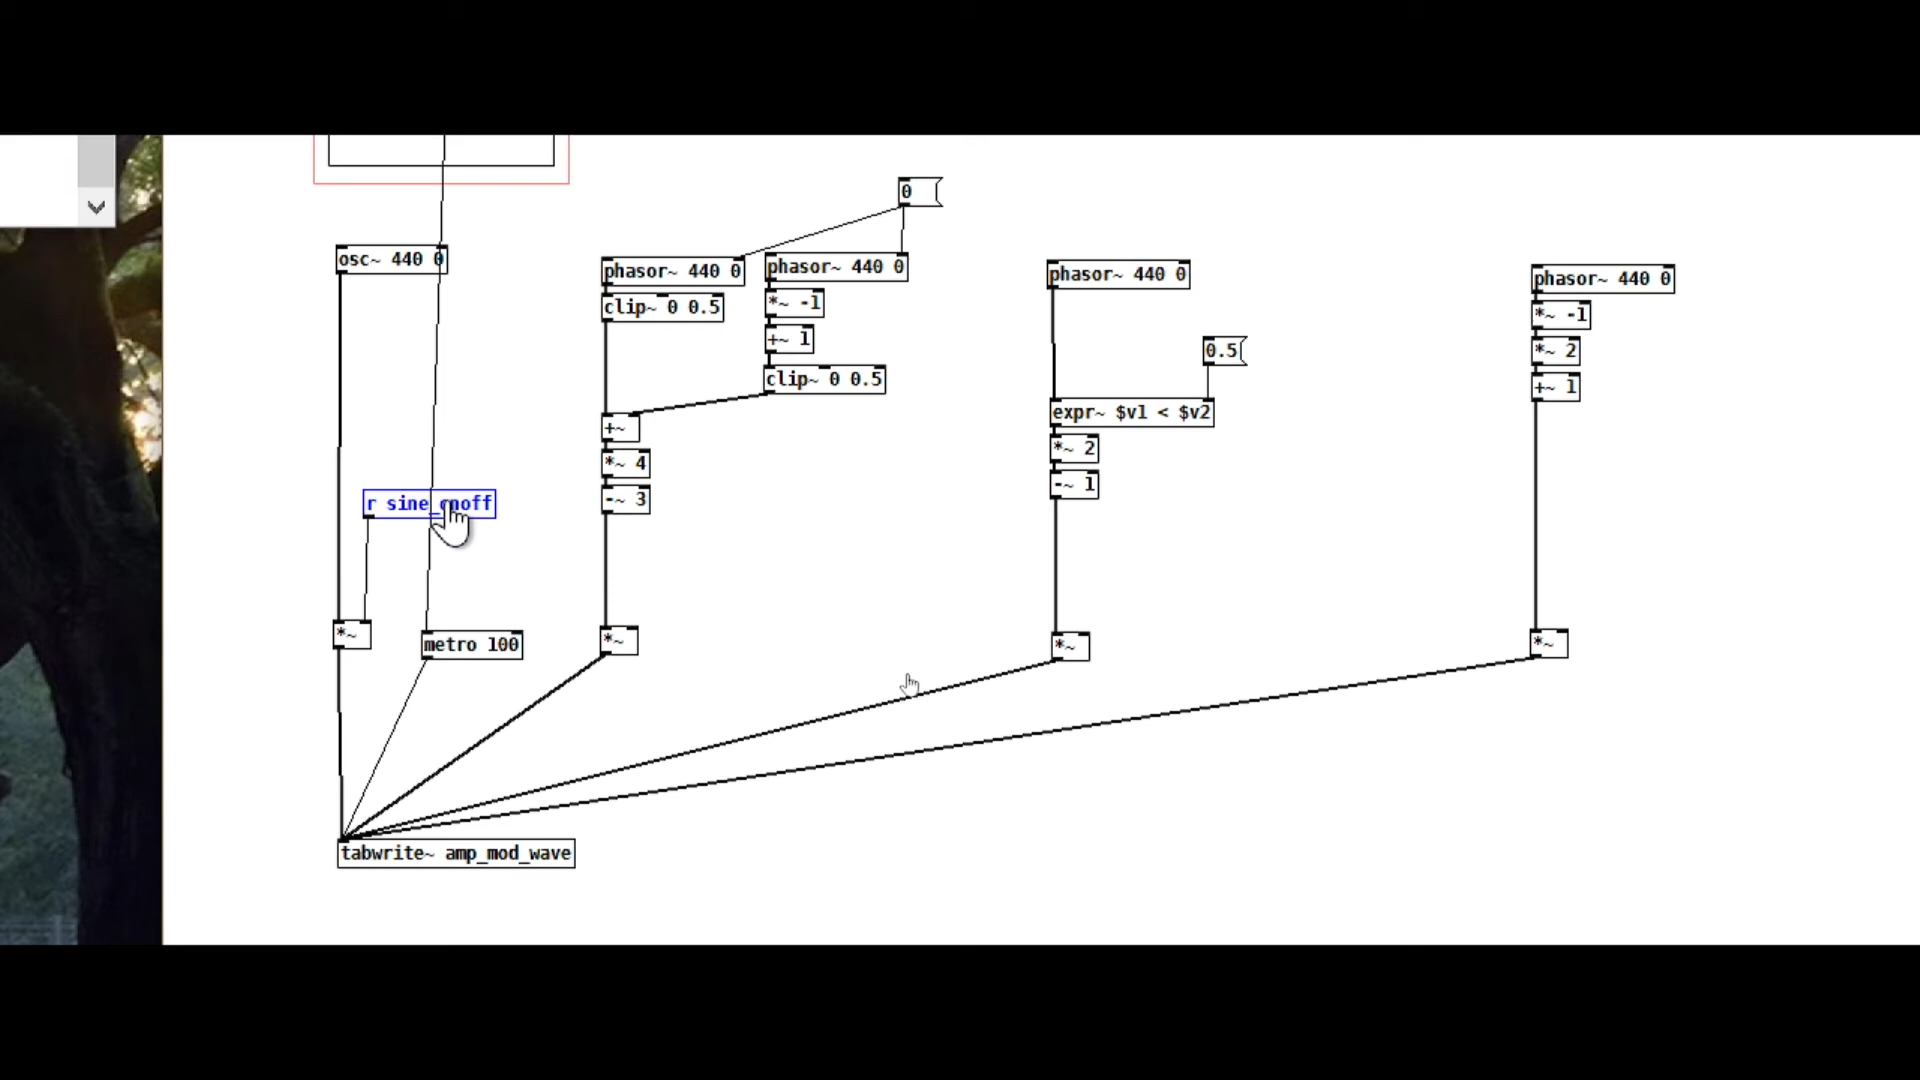 0
osc~ 440 0
phasor~ 440 0
phasor~ 440 0
phasor~ 440 0
phasor~ 440 0
clip~ 0 0.5
*~ -1
*~ -1
+~ 1
0.5
*~ 2
clip~ 0 0.5
+~ 1
+~
expr~ $v1 < $v2
*~ 4
*~ 2
-~ 3
-~ 1
r sine_onoff
*~
metro 100
*~
*~
*~
tabwrite~ amp_mod_wave